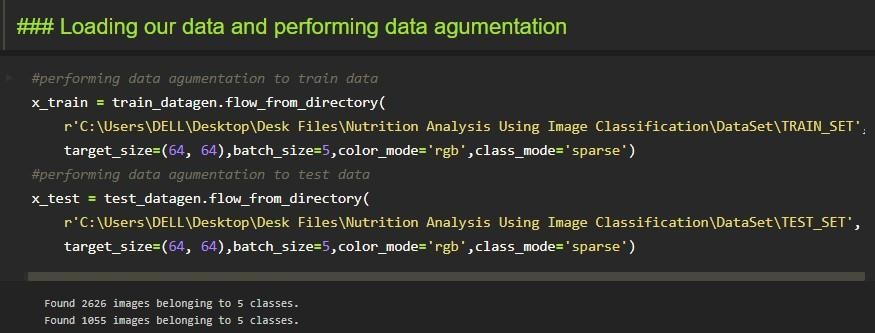 ### Loading our data and performing data agumentation
#performing data agumentation to train data
x_train = train_datagen.flow_from_directory(
r'C:\Users\DELL\Desktop\Desk Files\Nutrition Analysis Using Image Classification\DataSet\TRAIN_SET',
target_size=(64, 64),batch_size=5,color_mode='rgb',class_mode='sparse')
#performing data agumentation to test data
x_test = test_datagen.flow_from_directory(
r'C:\Users\DELL\Desktop\Desk Files\Nutrition Analysis Using Image Classification\DataSet\TEST_SET',
target_size=(64, 64),batch_size=5,color_mode='rgb',class_mode='sparse')
Found 2626 images belonging to 5 classes.
Found 1055 images belonging to 5 classes.